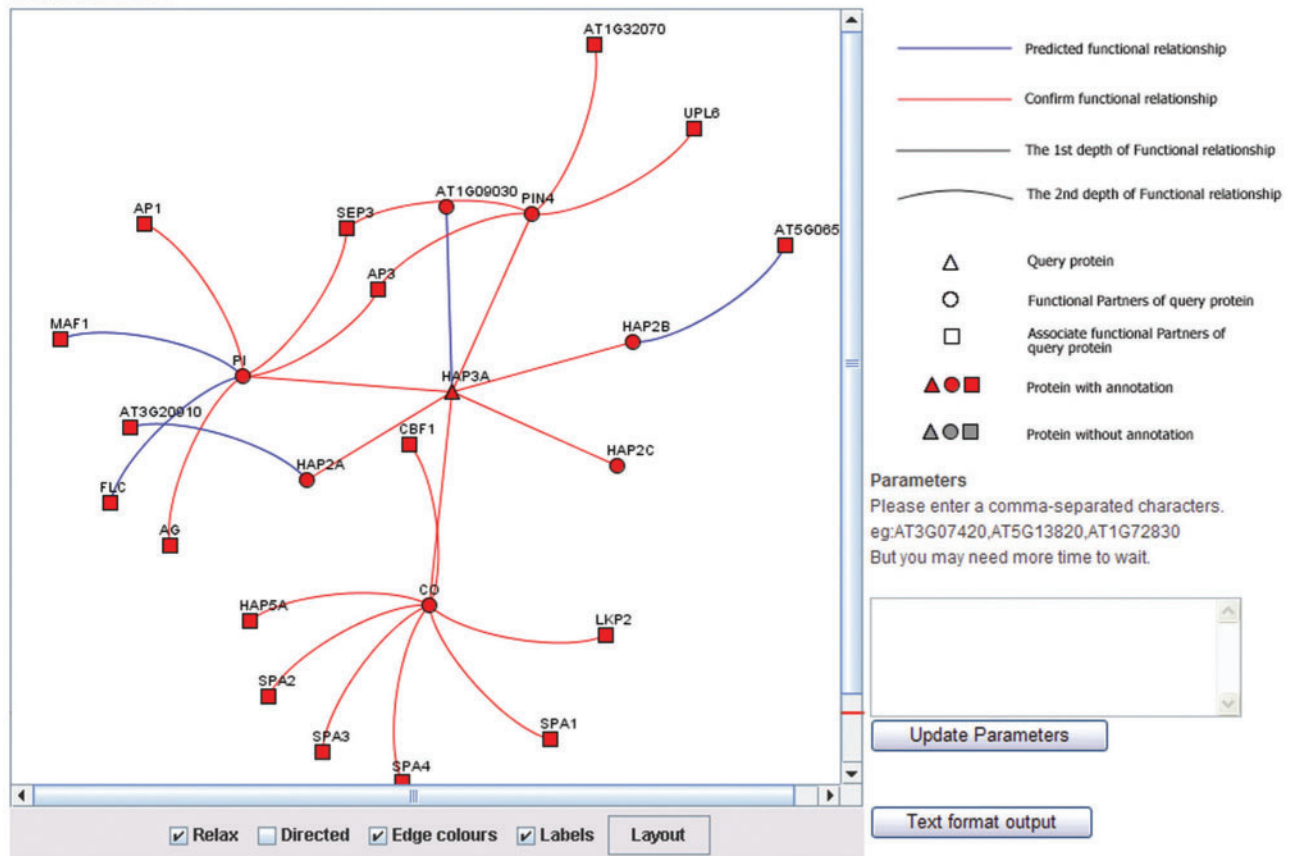 AT1G32070
UPL6
AT1G09030
PIN4
AP1
SEP3
AT5G065
AP3
MAF1
HAP2B
PI
HAP3A
AT3G20910
CBF1
HAP2A
HAP2C
FLC
AG
CO
HAP5A
LKP2
SPA2
SPA1
SPA3
SPA4
Relax Directed Edge colours Labels Layout
Predicted functional relationship
Confirm functional relationship
The 1st depth of Functional relationship
The 2nd depth of Functional relationship
Query protein
Functional Partners of query protein
Associate functional Partners of
query protein
Protein with annotation
Protein without annotation
Parameters
Please enter a comma-separated characters.
eg:AT3G07420,AT5G13820,AT1G72830
But you may need more time to wait.
Update Parameters
Text format output